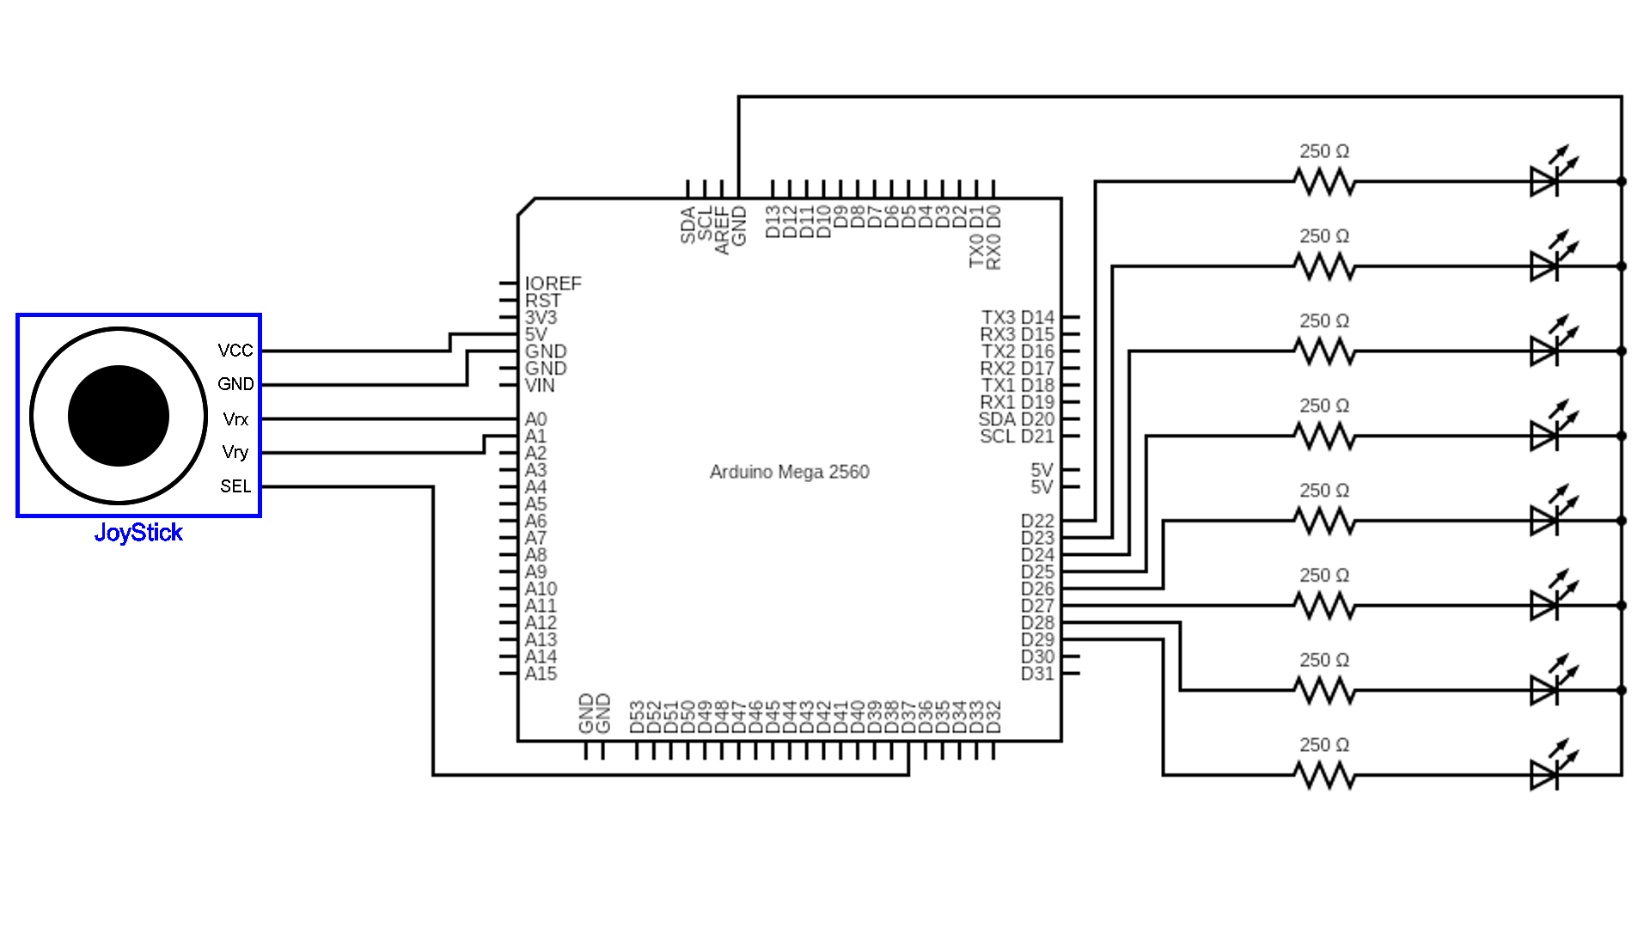 250 Ω
SDA
SCL
AREF
GND
D13
D12
D11
D10
D9
D8
D7
D6
D5
D4
D3
D2
TX0 D1
RX0 D0
250 Ω
IOREF
RST
3V3
5V
GND
GND
VIN
A0
A1
A2
A3
A4
A5
A6
A7
A8
A9
A10
A11
A12
A13
A14
A15
VCC
GND
Vrx
Vry
SEL
JoyStick
Arduino Mega 2560
TX3 D14
RX3 D15
TX2 D16
RX2 D17
TX1 D18
RX1 D19
SDA D20
SCL D21
5V
5V
D22
D23
D24
D25
D26
D27
D28
D29
D30
D31
250 Ω
250 Ω
250 Ω
250 Ω
250 Ω
250 Ω
GND
GND
D53
D52
D51
D50
D49
D48
D47
D46
D45
D44
D43
D42
D41
D40
D39
D38
D37
D36
D35
D34
D33
D32